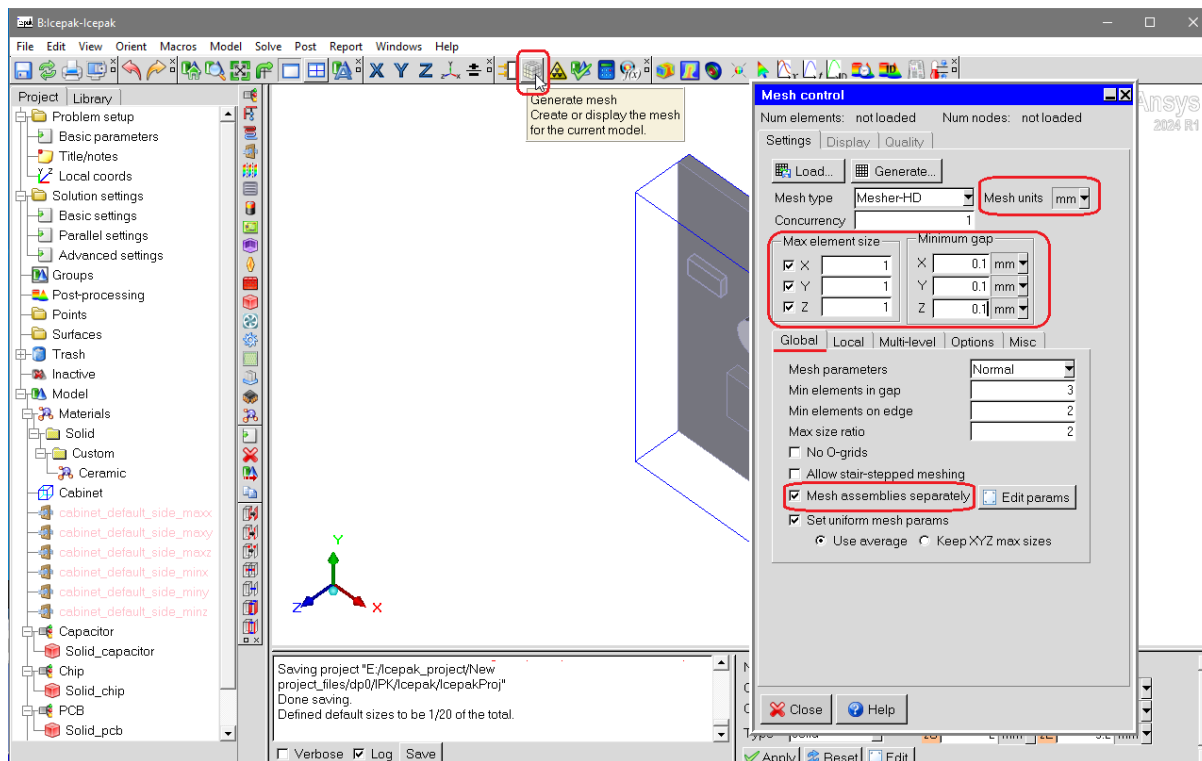 B:Icepak-Icepak
File Edit View Orient Macros Model Solve Post Report Windows Help
X Y Z
Generate mesh
Create or display the mesh
for the current model.
Project Library
Problem setup
Basic parameters
Title/notes
Local coords
Solution settings
Basic settings
Parallel settings
Advanced settings
Groups
Post-processing
Points
Surfaces
Trash
Inactive
Model
Materials
Solid
Custom
Ceramic
Cabinet
cabinet_default_side_maxx
cabinet_default_side_maxy
cabinet_default_side_maxz
cabinet_default_side_minx
cabinet_default_side_miny
cabinet_default_side_minz
Capacitor
Solid_capacitor
Chip
Solid_chip
PCB
Solid_pcb
Y
Z X
Ansys
2024 R1
Mesh control
Num elements: not loaded Num nodes: not loaded
Settings Display Quality
Load... Generate...
Mesh type Mesher-HD Mesh units mm
Concurrency 1
Max element size Minimum gap
X 1 X 0.1 mm
Y 1 Y 0.1 mm
Z 1 Z 0.1 mm
Global Local Multi-level Options Misc
Mesh parameters Normal
Min elements in gap 3
Min elements on edge 2
Max size ratio 2
No O-grids
Allow stair-stepped meshing
Mesh assemblies separately Edit params
Set uniform mesh params
Use average Keep XYZ max sizes
Close Help
Saving project "E:/Icepak_project/New
project_files/dp0/IPK/Icepak/IcepakProj"
Done saving.
Defined default sizes to be 1/20 of the total.
Verbose Log Save
Apply Reset Edit